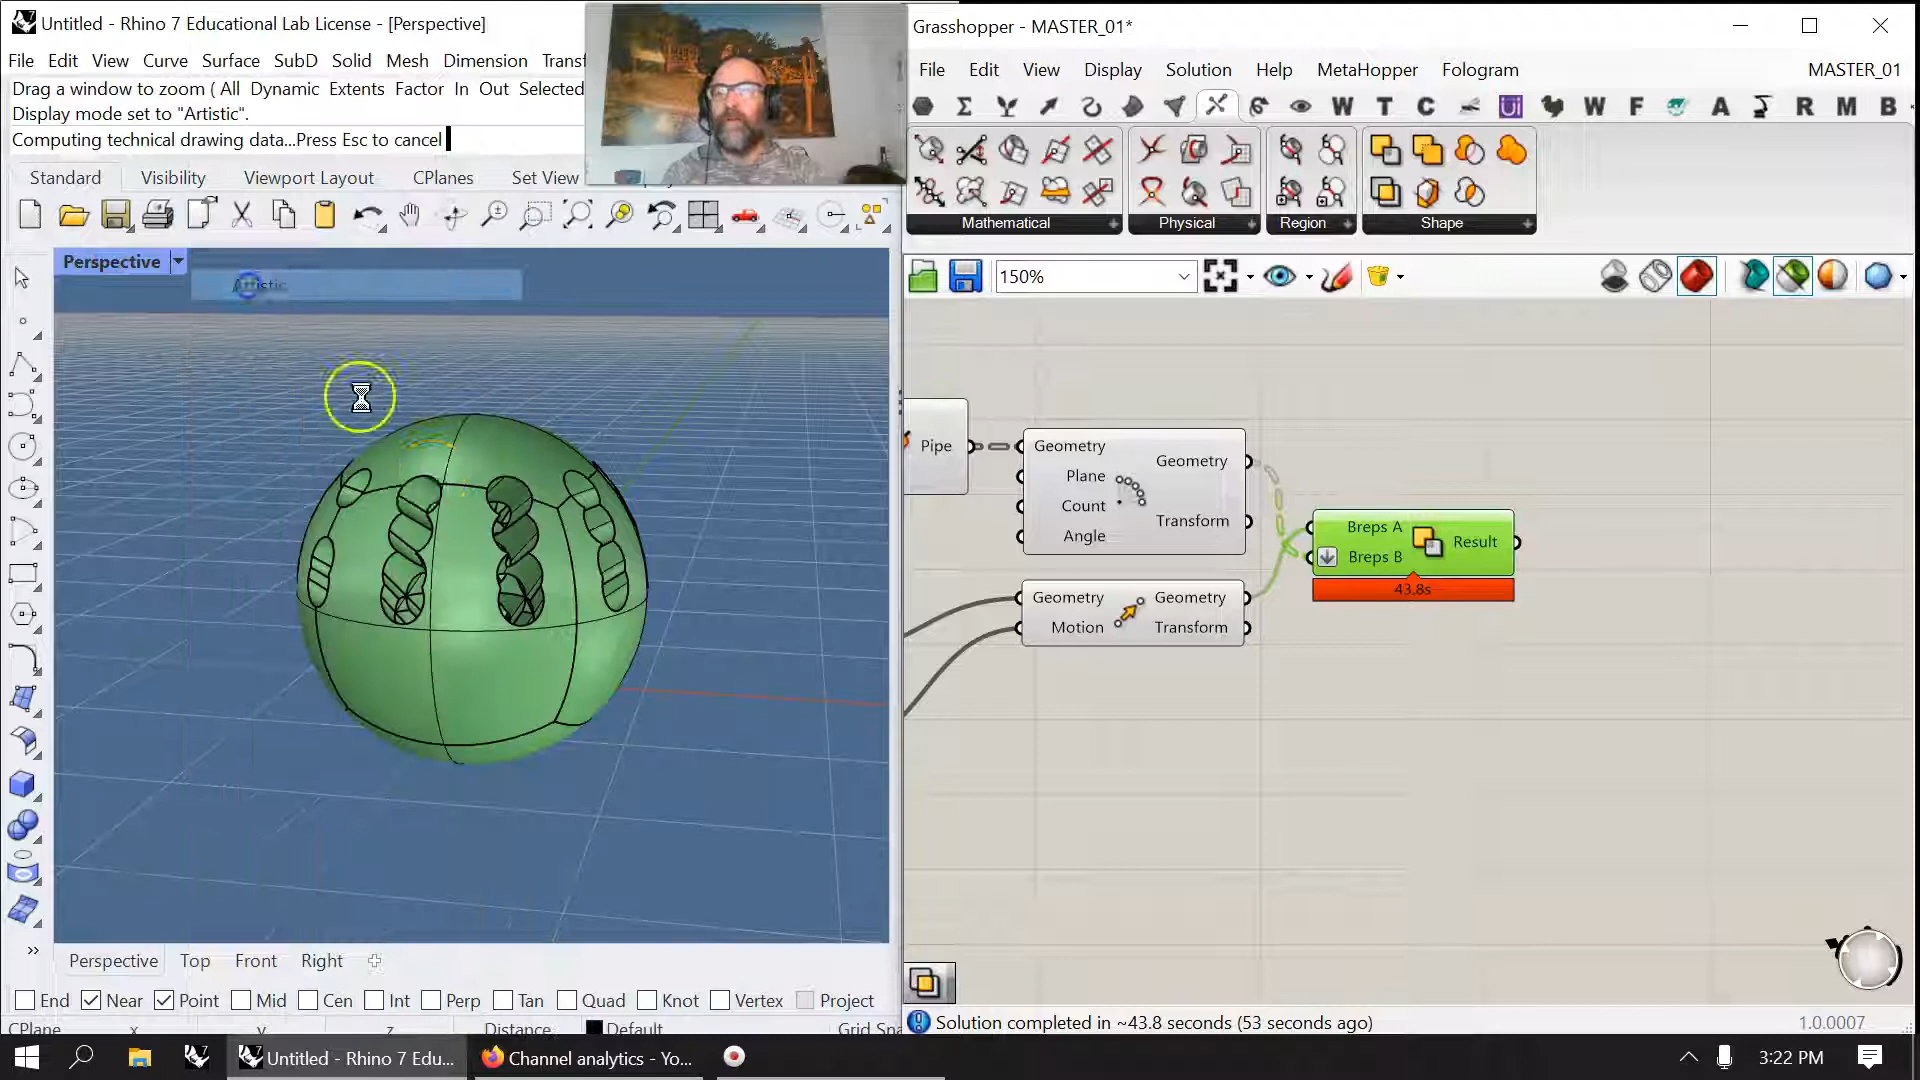 Untitled - Rhino 7 Educational Lab License - [Perspective]
File Edit View Curve Surface SubD Solid Mesh Dimension Transf
Drag a window to zoom ( All Dynamic Extents Factor In Out Selected
Display mode set to "Artistic".
Computing technical drawing data...Press Esc to cancel
Standard Visibility Viewport Layout CPlanes Set View
Perspective
Artistic
Perspective Top Front Right
End Near Point Mid Cen Int Perp Tan Quad Knot Vertex Project
CPlane x y z Distance Default Grid Sna
Grasshopper - MASTER_01*
File Edit View Display Solution Help MetaHopper Fologram MASTER_01
W T C W F A R M B
Mathematical Physical Region Shape
150%
Pipe
Geometry
Plane
Count
Angle
Geometry
Transform
Geometry
Motion
Geometry
Transform
Breps A
Breps B
Result
43.8s
Solution completed in ~43.8 seconds (53 seconds ago)
1.0.0007
Untitled - Rhino 7 Edu... Channel analytics - Yo... 3:22 PM